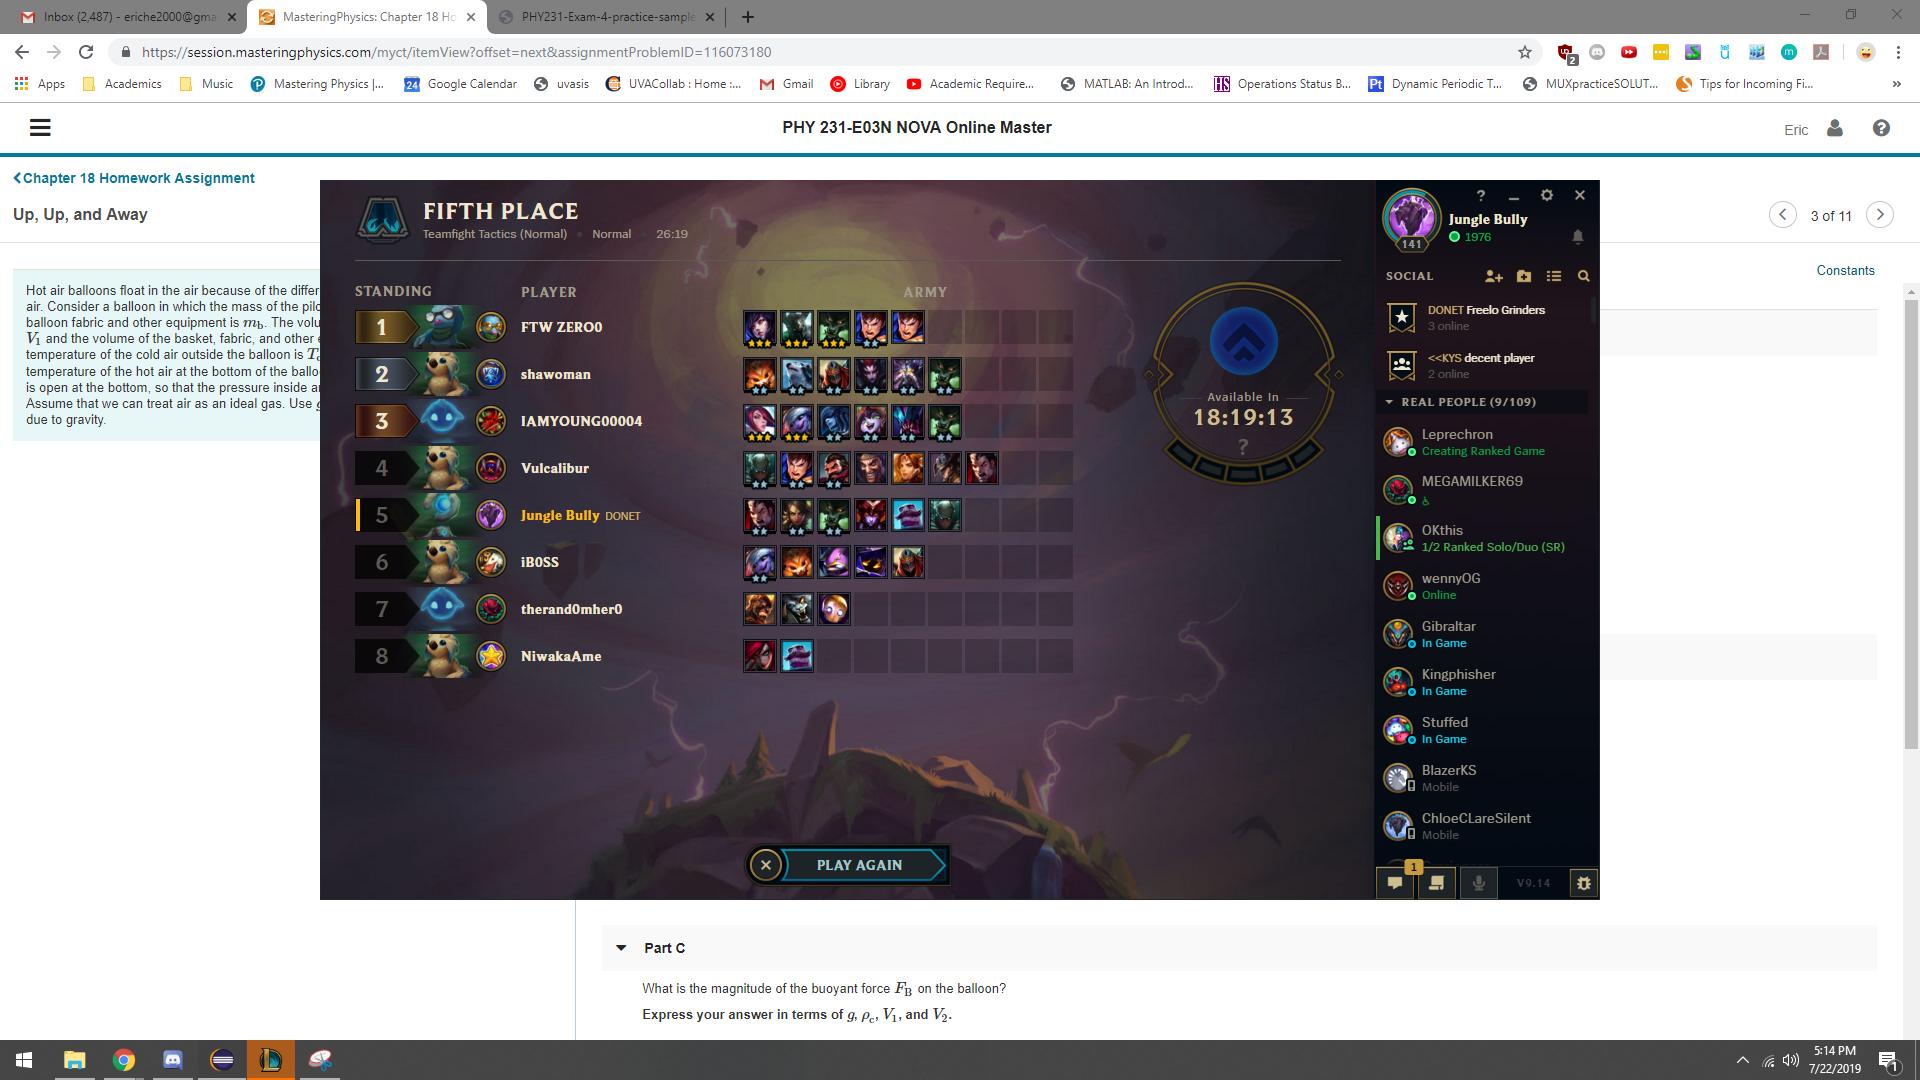 Inbox (2,487) - eriche2000@gma
MasteringPhysics: Chapter 18 Ho
PHY231-Exam-4-practice-sample
https://session.masteringphysics.com/myct/itemView?offset=next&assignmentProblemID=116073180
2
Apps
Academics
Music
Mastering Physics |...
24
Google Calendar
uvasis
UVACollab : Home :...
Gmail
Library
Academic Require...
MATLAB: An Introd...
HS
Operations Status B...
Pt
Dynamic Periodic T...
MUXpracticeSOLUT...
Tips for Incoming Fi...
»
PHY 231-E03N NOVA Online Master
Eric
Chapter 18 Homework Assignment
Up, Up, and Away
3 of 11
Constants
Hot air balloons float in the air because of the differ
air. Consider a balloon in which the mass of the pilo
balloon fabric and other equipment is m_b. The volu
V_1 and the volume of the basket, fabric, and other
temperature of the cold air outside the balloon is T
temperature of the hot air at the bottom of the ballo
is open at the bottom, so that the pressure inside a
Assume that we can treat air as an ideal gas. Use g
due to gravity.
FIFTH PLACE
Teamfight Tactics (Normal) • Normal • 26:19
STANDING PLAYER ARMY
1 FTW ZERO0
2 shawoman
3 IAMYOUNG00004
4 Vulcalibur
5 Jungle Bully DONET
6 iB0SS
7 therand0mher0
8 NiwakaAme
Available In
18:19:13
?
PLAY AGAIN
?
Jungle Bully
1976
141
SOCIAL
DONET Freelo Grinders
3 online
<<KYS decent player
2 online
REAL PEOPLE (9/109)
Leprechron
Creating Ranked Game
MEGAMILKER69
♿
OKthis
1/2 Ranked Solo/Duo (SR)
wennyOG
Online
Gibraltar
In Game
Kingphisher
In Game
Stuffed
In Game
BlazerKS
Mobile
ChloeCLareSilent
Mobile
1
V9.14
Part C
What is the magnitude of the buoyant force F_B on the balloon?
Express your answer in terms of g, ρ_c, V_1, and V_2.
5:14 PM
7/22/2019
1